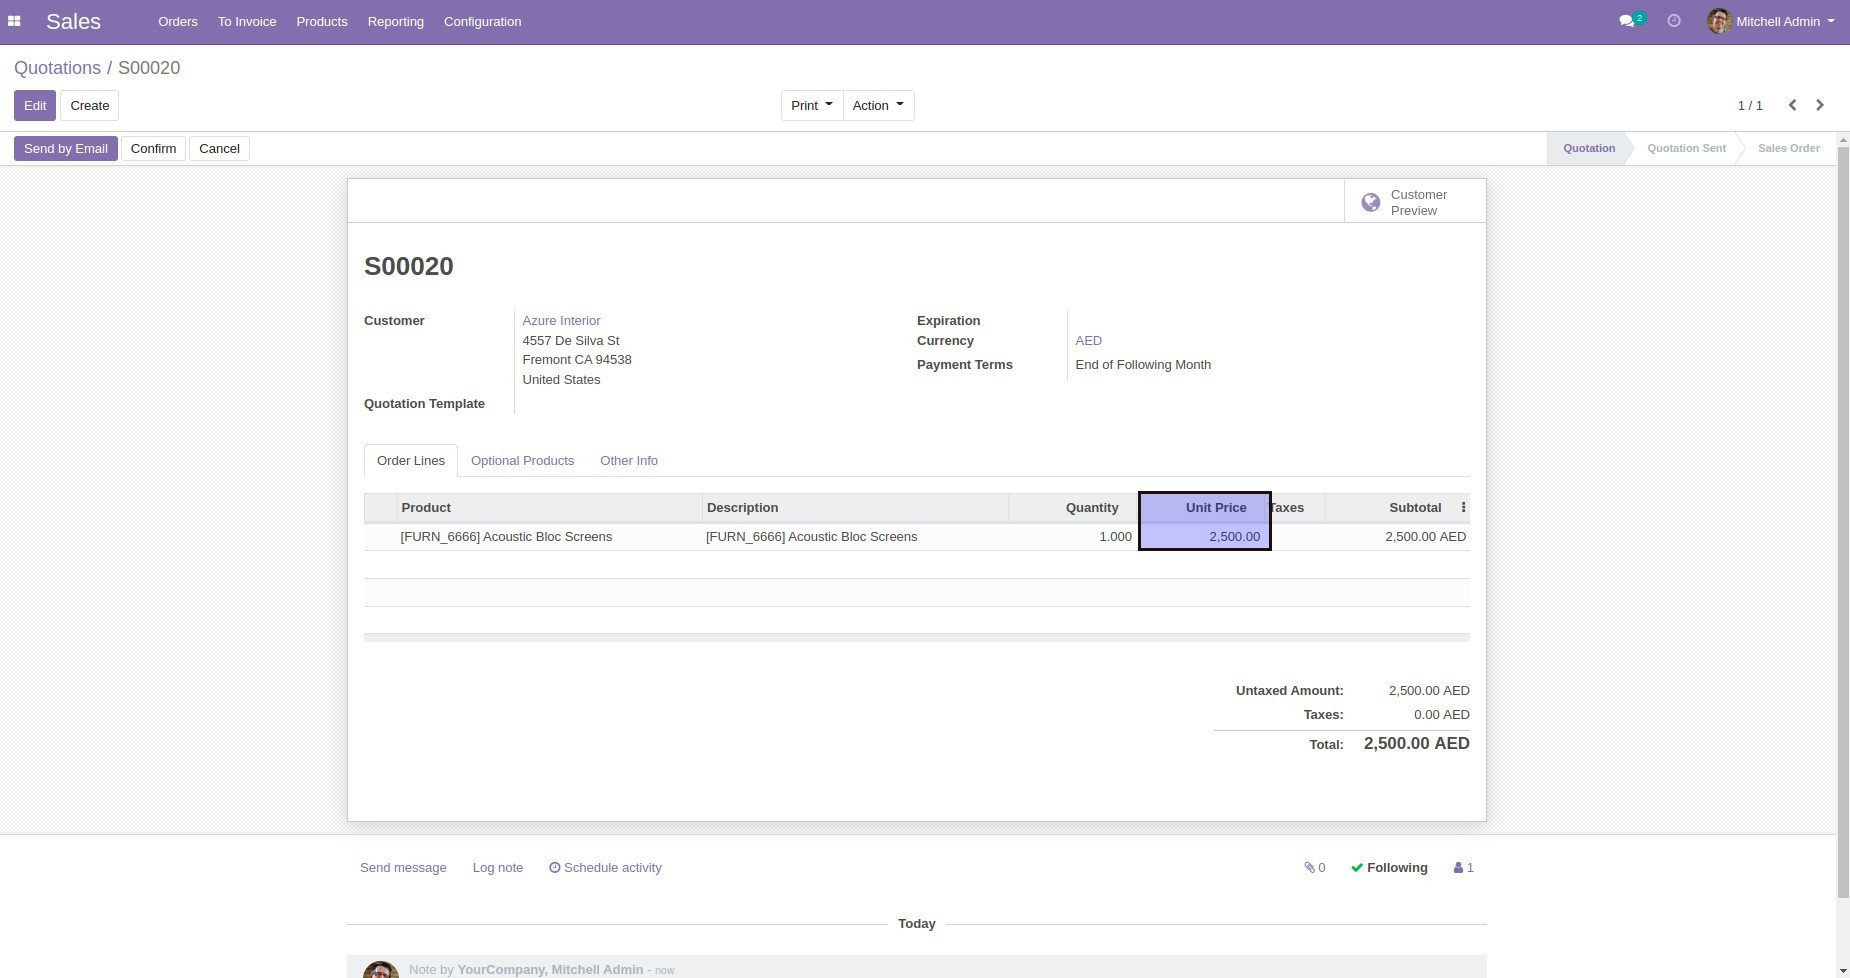 Sales Orders To Invoice Products Reporting Configuration 2 Mitchell Admin
Quotations / S00020
Edit Create Print Action 1 / 1
Send by Email Confirm Cancel Quotation Quotation Sent Sales Order
Customer
Preview
S00020
Customer Azure Interior
4557 De Silva St
Fremont CA 94538
United States
Quotation Template
Expiration
Currency AED
Payment Terms End of Following Month
Order Lines Optional Products Other Info
Product Description Quantity Unit Price Taxes Subtotal
[FURN_6666] Acoustic Bloc Screens [FURN_6666] Acoustic Bloc Screens 1.000 2,500.00 2,500.00 AED
Untaxed Amount: 2,500.00 AED
Taxes: 0.00 AED
Total: 2,500.00 AED
Send message Log note Schedule activity 0 Following 1
Today
Note by YourCompany, Mitchell Admin - now